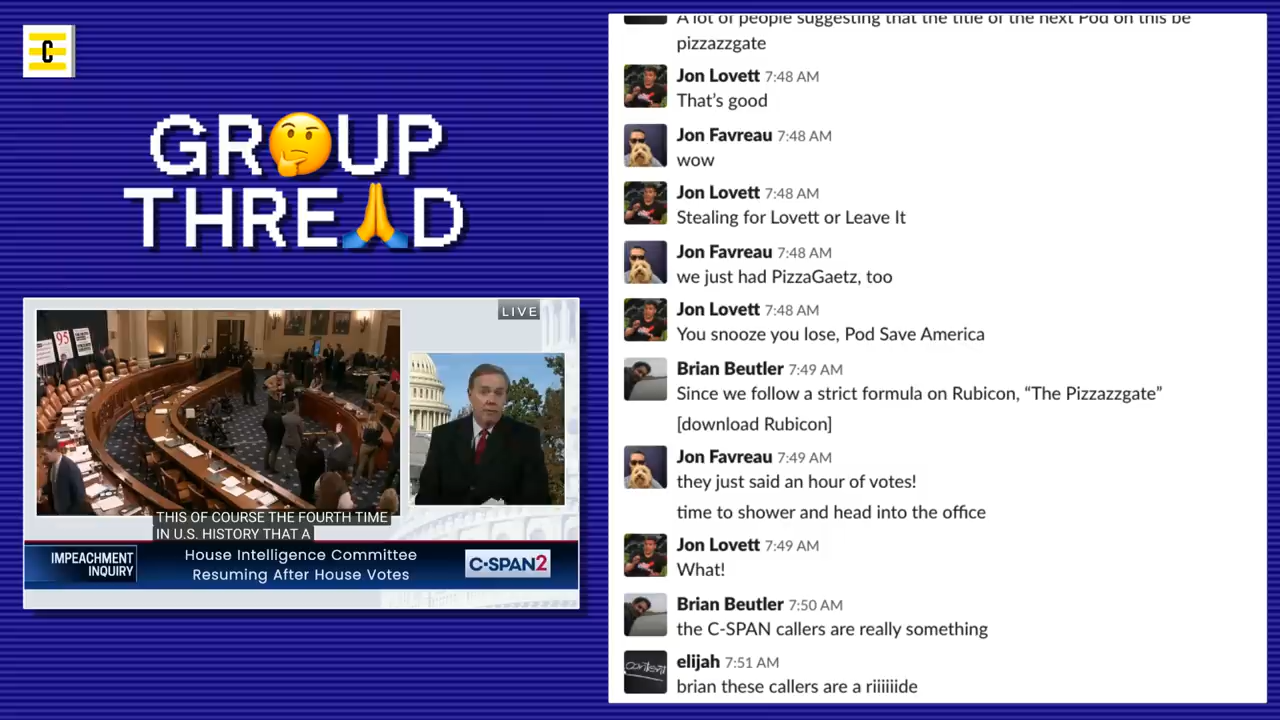 C
GR🤔UP
THRE🙏D
LIVE
95
THIS OF COURSE THE FOURTH TIME
IN U.S. HISTORY THAT A
IMPEACHMENT
INQUIRY
House Intelligence Committee
Resuming After House Votes
C-SPAN2
A lot of people suggesting that the title of the next Pod on this be
pizzazzgate
Jon Lovett 7:48 AM
That's good
Jon Favreau 7:48 AM
wow
Jon Lovett 7:48 AM
Stealing for Lovett or Leave It
Jon Favreau 7:48 AM
we just had PizzaGaetz, too
Jon Lovett 7:48 AM
You snooze you lose, Pod Save America
Brian Beutler 7:49 AM
Since we follow a strict formula on Rubicon, “The Pizzazzgate”
[download Rubicon]
Jon Favreau 7:49 AM
they just said an hour of votes!
time to shower and head into the office
Jon Lovett 7:49 AM
What!
Brian Beutler 7:50 AM
the C-SPAN callers are really something
content
elijah 7:51 AM
brian these callers are a riiiiiide